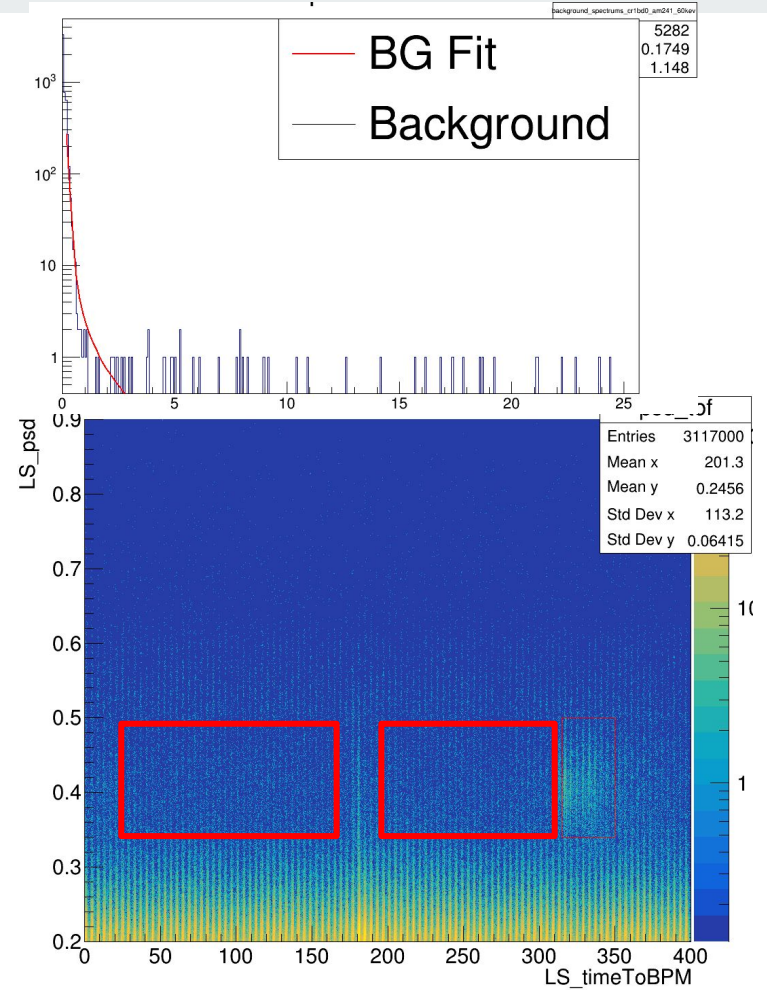 background_spectrums_cr1bd0_am241_60kev
5282
0.1749
1.148
BG Fit
Background
10³
10²
10
1
0 5 10 15 20 25
Entries 3117000
Mean x 201.3
Mean y 0.2456
Std Dev x 113.2
Std Dev y 0.06415
LS_psd
0.9
0.8
0.7
0.6
0.5
0.4
0.3
0.2
10
1
0 50 100 150 200 250 300 350 400
LS_timeToBPM